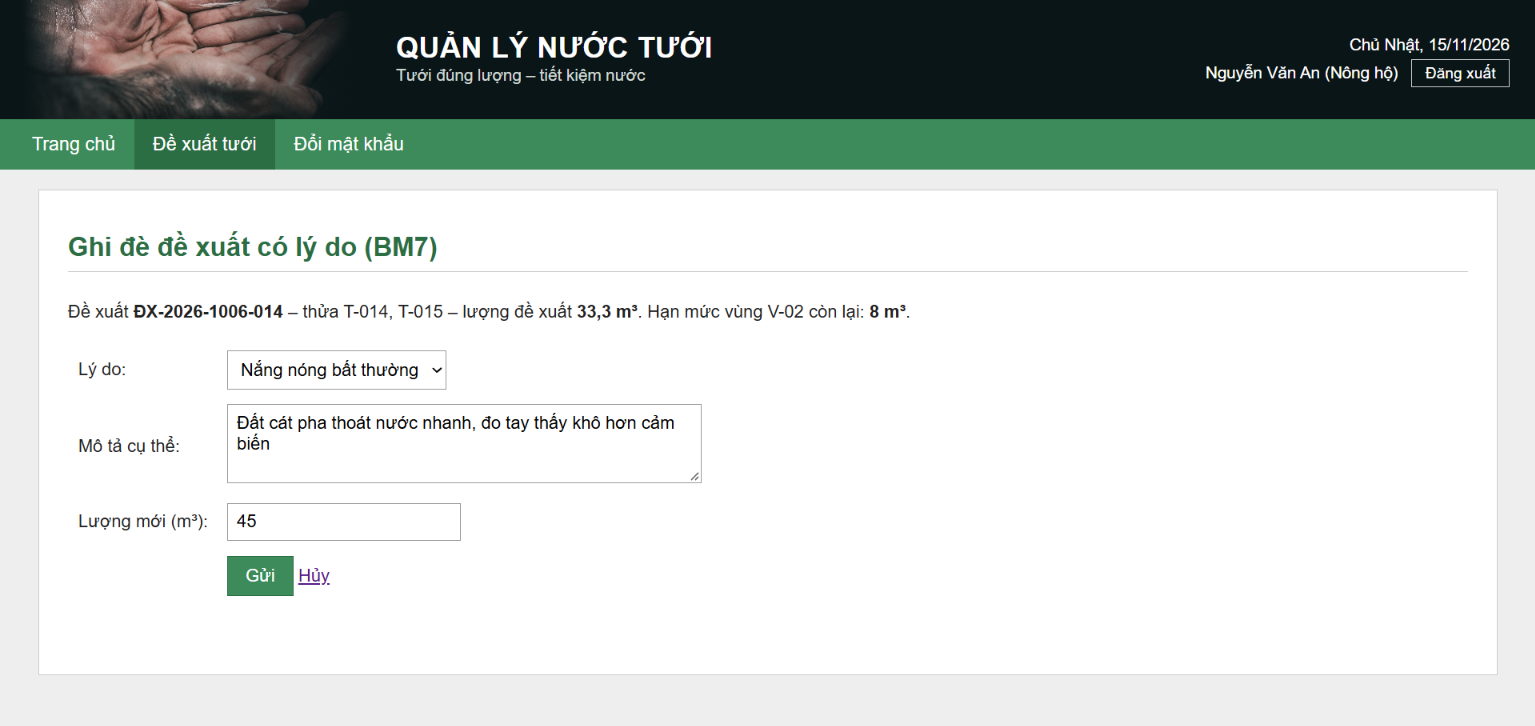 QUẢN LÝ NƯỚC TƯỚI
Tưới đúng lượng – tiết kiệm nước
Chủ Nhật, 15/11/2026
Nguyễn Văn An (Nông hộ) Đăng xuất
Trang chủ Đề xuất tưới Đổi mật khẩu
Ghi đè đề xuất có lý do (BM7)
Đề xuất ĐX-2026-1006-014 – thửa T-014, T-015 – lượng đề xuất 33,3 m³. Hạn mức vùng V-02 còn lại: 8 m³.
Lý do: Nắng nóng bất thường
Mô tả cụ thể: Đất cát pha thoát nước nhanh, đo tay thấy khô hơn cảm
biến
Lượng mới (m³): 45
Gửi Hủy